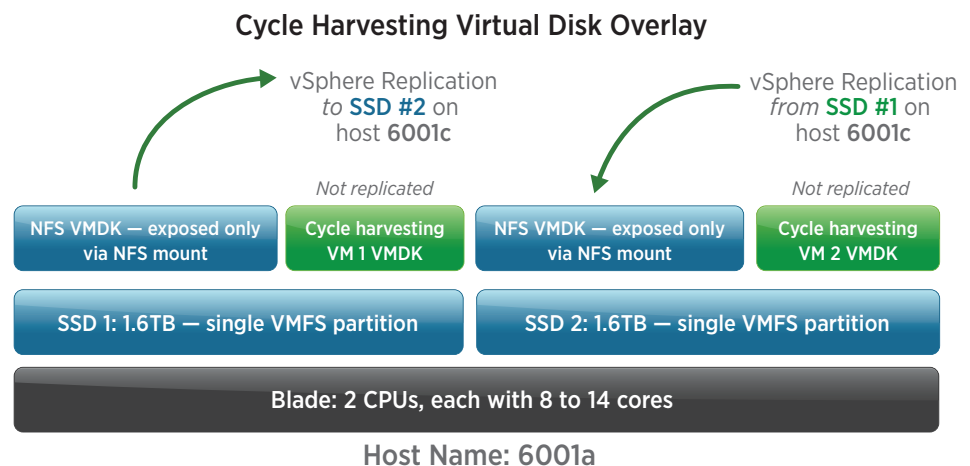 Cycle Harvesting Virtual Disk Overlay
vSphere Replication
to SSD #2 on
host 6001c
vSphere Replication
from SSD #1 on
host 6001c
Not replicated
Not replicated
NFS VMDK — exposed only
via NFS mount
Cycle harvesting
VM 1 VMDK
NFS VMDK — exposed only
via NFS mount
Cycle harvesting
VM 2 VMDK
SSD 1: 1.6TB — single VMFS partition
SSD 2: 1.6TB — single VMFS partition
Blade: 2 CPUs, each with 8 to 14 cores
Host Name: 6001a